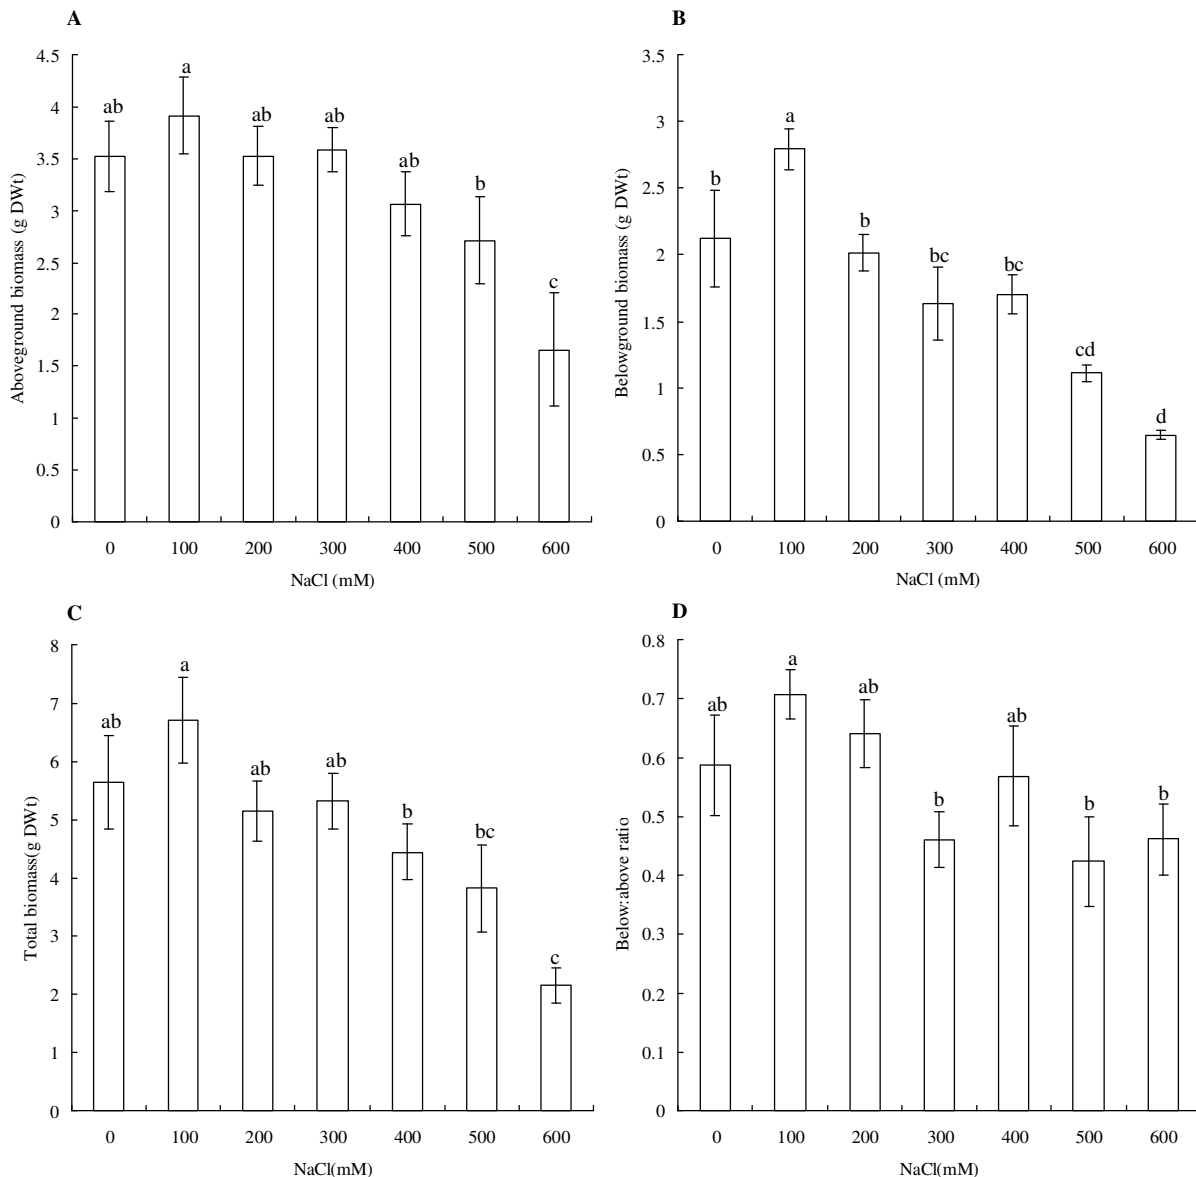 A
Aboveground biomass (g DWt)
4.5
4
3.5
3
2.5
2
1.5
1
0.5
0
ab
a
ab
ab
ab
b
c
0 100 200 300 400 500 600
NaCl (mM)
B
Belowground biomass (g DWt)
3.5
3
2.5
2
1.5
1
0.5
0
b
a
b
bc
bc
cd
d
0 100 200 300 400 500 600
NaCl (mM)
C
Total biomass(g DWt)
8
7
6
5
4
3
2
1
0
ab
a
ab
ab
b
bc
c
0 100 200 300 400 500 600
NaCl(mM)
D
Below:above ratio
0.8
0.7
0.6
0.5
0.4
0.3
0.2
0.1
0
ab
a
ab
b
ab
b
b
0 100 200 300 400 500 600
NaCl(mM)